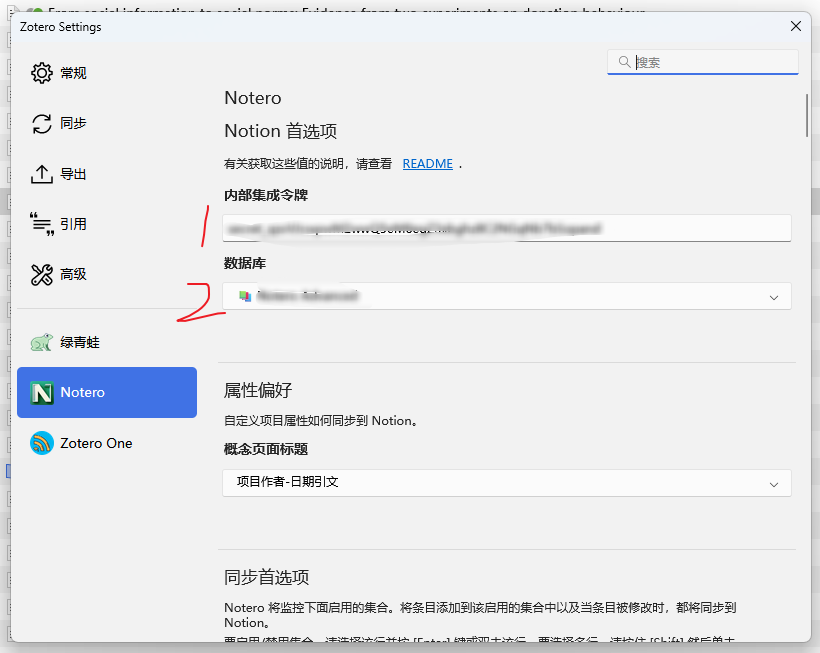 From social information to social norms: Evidence from two experiments on donation behaviour
Zotero Settings
常规
搜索
Notero
Notion 首选项
同步
有关获取这些值的说明，请查看 README .
导出
内部集成令牌
引用
1
数据库
高级
2
绿青蛙
属性偏好
Notero
自定义项目属性如何同步到 Notion。
Zotero One
概念页面标题
项目作者-日期引文
同步首选项
Notero 将监控下面启用的集合。将条目添加到该启用的集合中以及当条目被修改时，都将同步到
Notion。